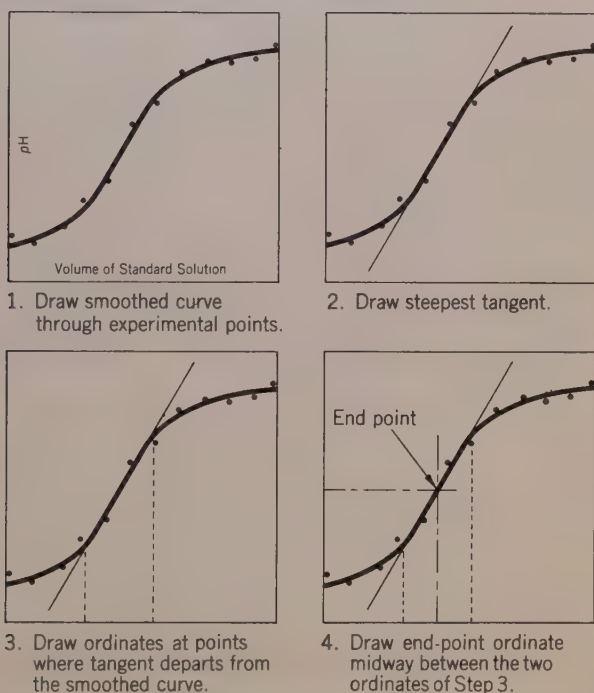 pH
Volume of Standard Solution
1. Draw smoothed curve
through experimental points.
2. Draw steepest tangent.
3. Draw ordinates at points
where tangent departs from
the smoothed curve.
End point
4. Draw end-point ordinate
midway between the two
ordinates of Step 3.